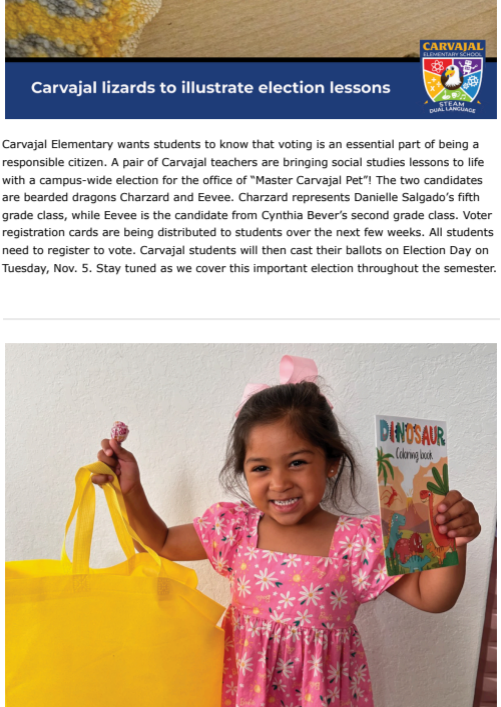 CARVAJAL
ELEMENTARY SCHOOL
STEAM
DUAL LANGUAGE
Carvajal lizards to illustrate election lessons
Carvajal Elementary wants students to know that voting is an essential part of being a
responsible citizen. A pair of Carvajal teachers are bringing social studies lessons to life
with a campus-wide election for the office of “Master Carvajal Pet”! The two candidates
are bearded dragons Charzard and Eevee. Charzard represents Danielle Salgado’s fifth
grade class, while Eevee is the candidate from Cynthia Bever’s second grade class. Voter
registration cards are being distributed to students over the next few weeks. All students
need to register to vote. Carvajal students will then cast their ballots on Election Day on
Tuesday, Nov. 5. Stay tuned as we cover this important election throughout the semester.
DINOSAUR
Coloring book